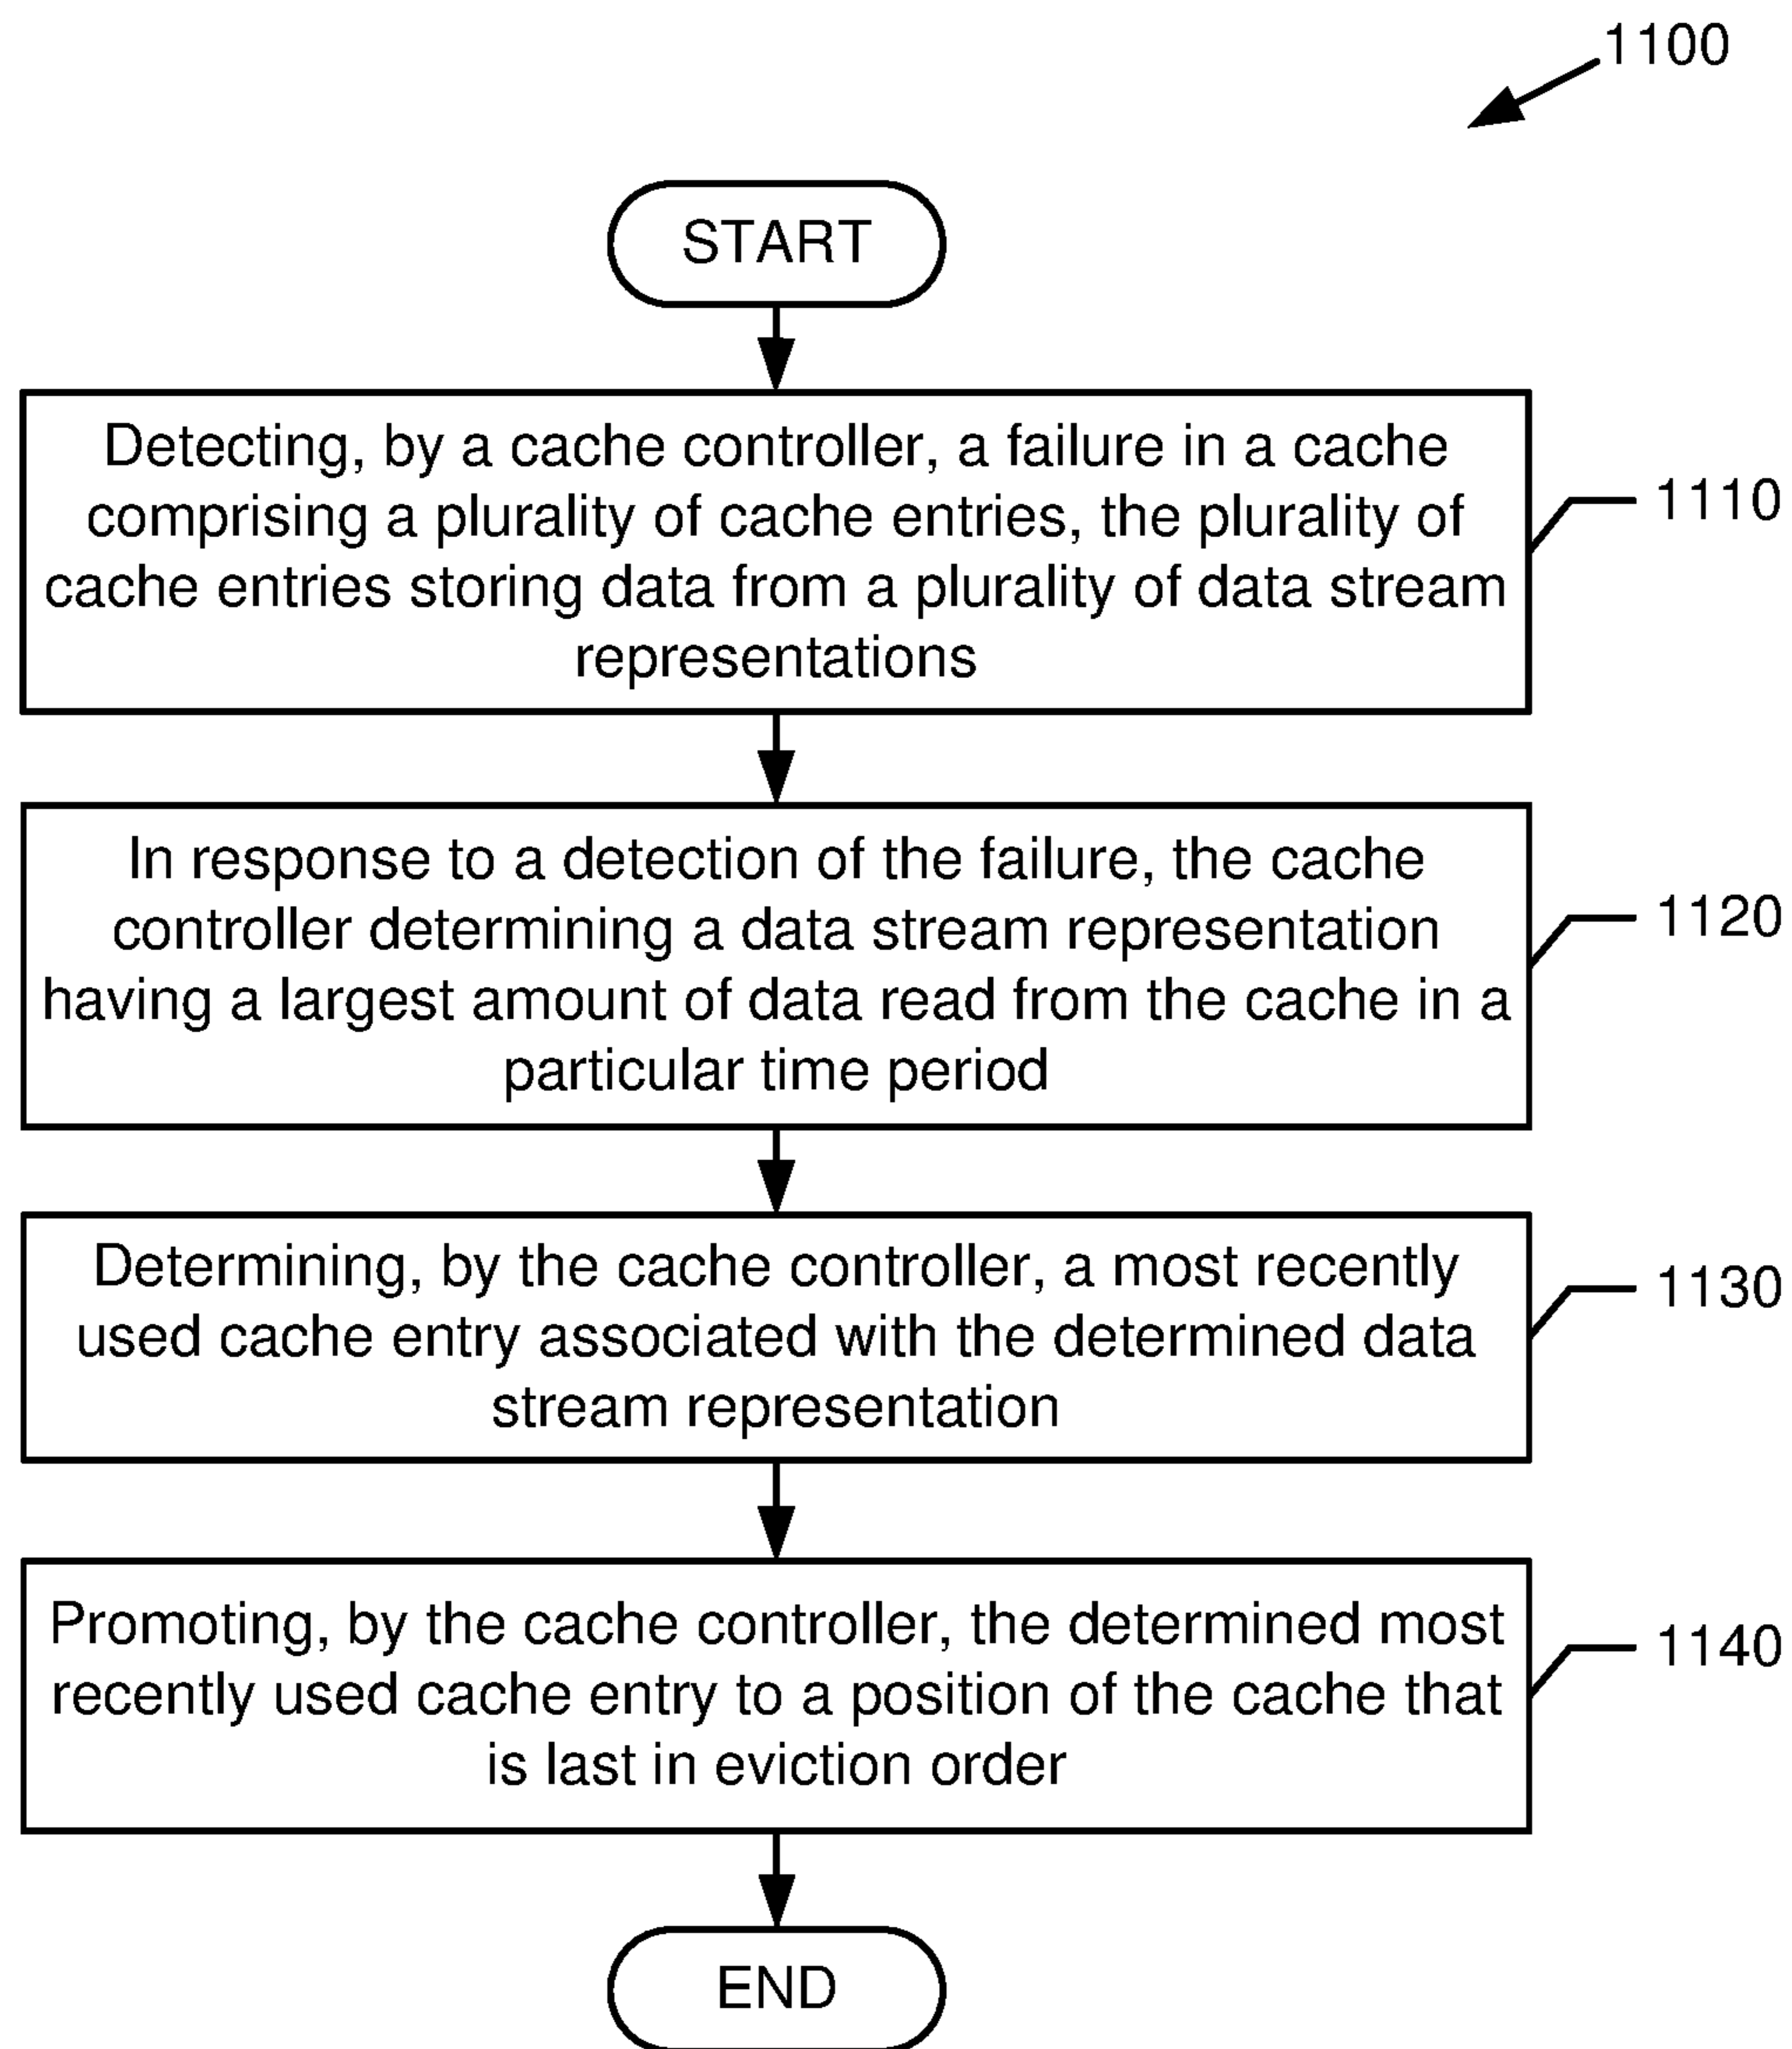 1100
START
Detecting, by a cache controller, a failure in a cache
comprising a plurality of cache entries, the plurality of
cache entries storing data from a plurality of data stream
representations
1110
In response to a detection of the failure, the cache
controller determining a data stream representation
having a largest amount of data read from the cache in a
particular time period
1120
Determining, by the cache controller, a most recently
used cache entry associated with the determined data
stream representation
1130
Promoting, by the cache controller, the determined most
recently used cache entry to a position of the cache that
is last in eviction order
1140
END